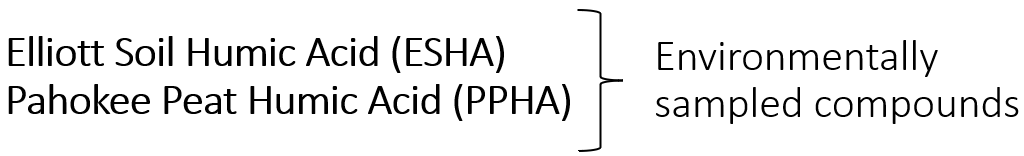 Elliott Soil Humic Acid (ESHA)
Pahokee Peat Humic Acid (PPHA)
Environmentally
sampled compounds